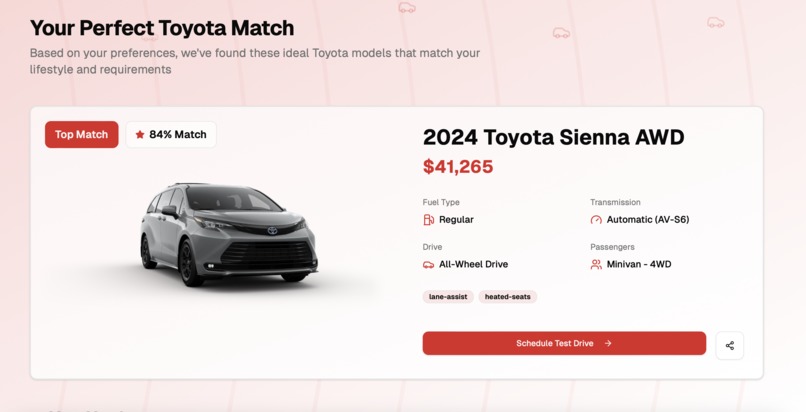 Your Perfect Toyota Match
Based on your preferences, we've found these ideal Toyota models that match your
lifestyle and requirements
Top Match
84% Match
2024 Toyota Sienna AWD
$41,265
Fuel Type
Transmission
Regular
Automatic (AV-S6)
Drive
Passengers
All-Wheel Drive
Minivan - 4WD
lane-assist
heated-seats
Schedule Test Drive